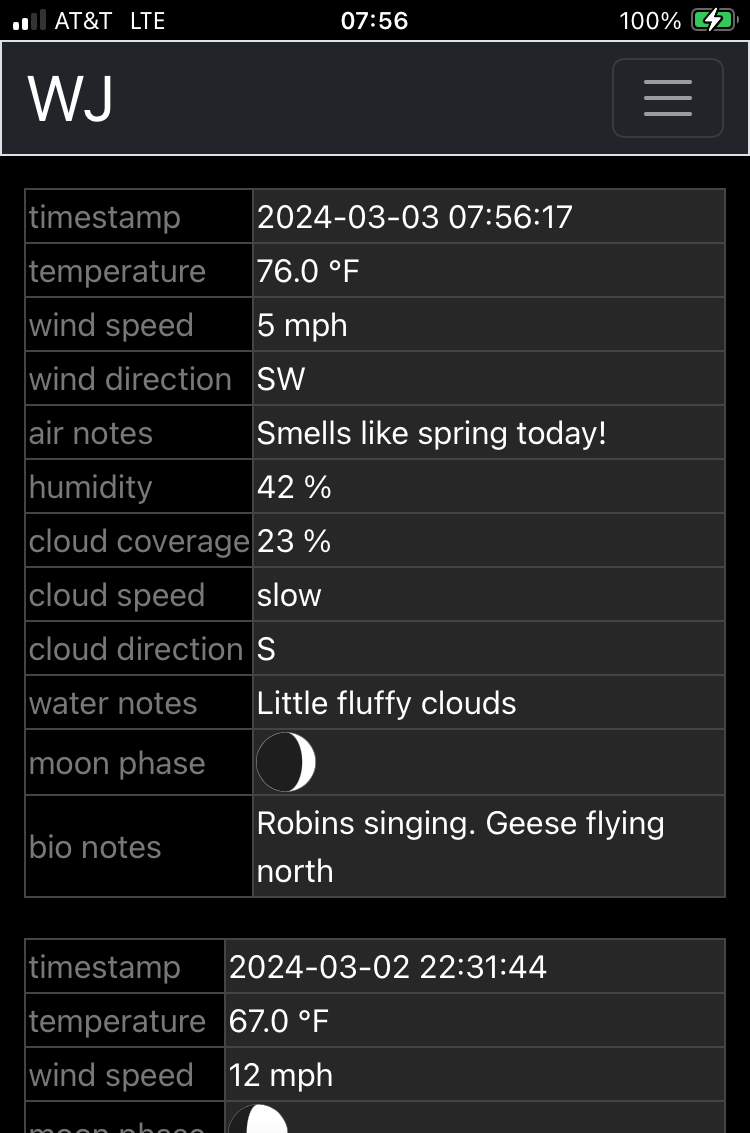 AT&T LTE 07:56 100%
WJ
timestamp 2024-03-03 07:56:17
temperature 76.0 °F
wind speed 5 mph
wind direction SW
air notes Smells like spring today!
humidity 42 %
cloud coverage 23 %
cloud speed slow
cloud direction S
water notes Little fluffy clouds
moon phase
bio notes Robins singing. Geese flying
north
timestamp 2024-03-02 22:31:44
temperature 67.0 °F
wind speed 12 mph
moon phase